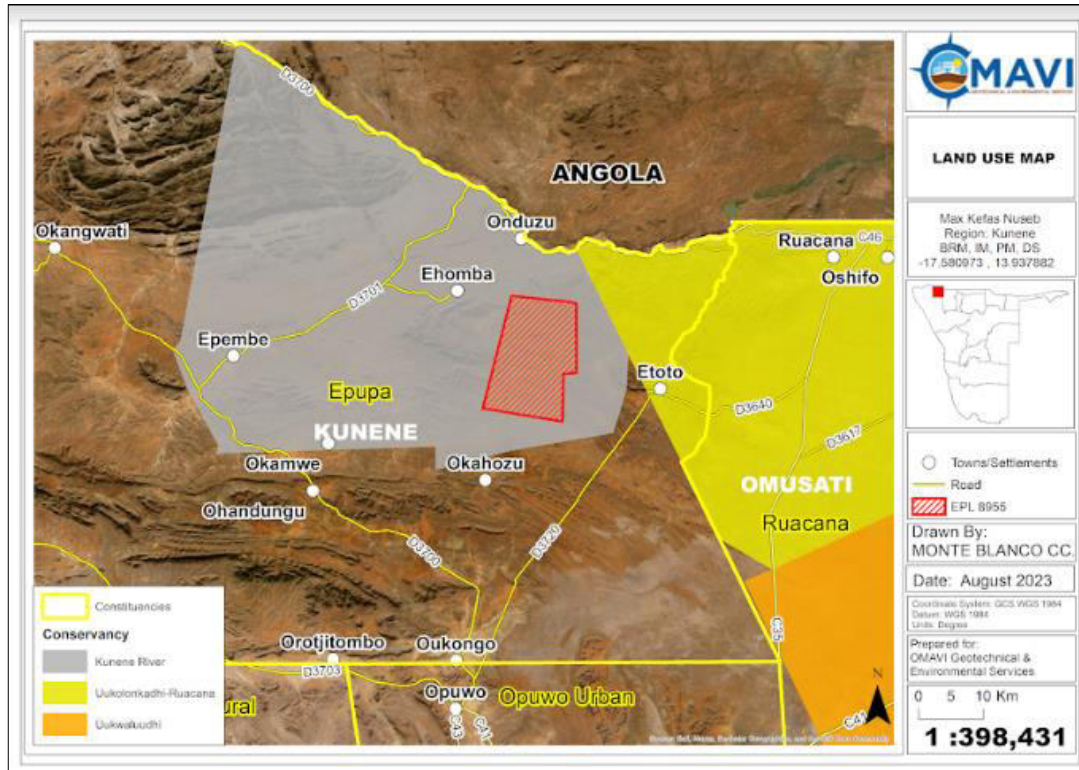 D3700
ANGOLA
Onduzu
Okangwati
Ruacana
C46
Oshifo
Ehomba
D3701
Epembe
Etoto
Epupa
D3640
KUNENE
D3617
Okamwe
Okahozu
OMUSATI
Ohandungu
Ruacana
D3700
D3720
C35
Orotjitombo
Oukongo
D3703
Opuwo
Opuwo Urban
ural
C43
C41
C41
N
Constituencies
Conservancy
Kunene River
Uukolonkadhi-Ruacana
Uukwaluudhi
OMAVI
GEOTECHNICAL & ENVIRONMENTAL SERVICES
LAND USE MAP
Max Kefas Nuseb
Region: Kunene
BRM, IM, PM, DS
-17.580973 , 13.937882
Towns/Settlements
Road
EPL 8955
Drawn By:
MONTE BLANCO CC.
Date: August 2023
Coordinate System: GCS WGS 1984
Datum: WGS 1984
Units: Degree
Prepared for:
OMAVI Geotechnical &
Environmental Services
0 5 10 Km
1 :398,431